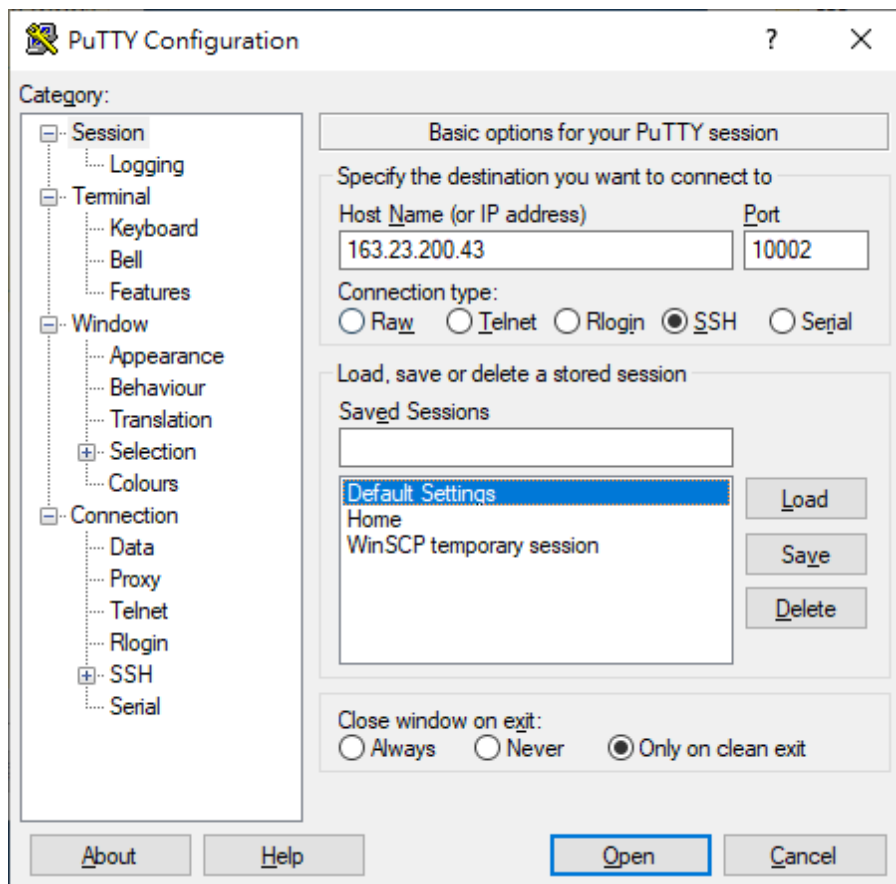 PuTTY Configuration
?
Category:
Session
Logging
Terminal
Keyboard
Bell
Features
Window
Appearance
Behaviour
Translation
Selection
Colours
Connection
Data
Proxy
Telnet
Rlogin
SSH
Serial
Basic options for your PuTTY session
Specify the destination you want to connect to
Host Name (or IP address) Port
163.23.200.43 10002
Connection type:
Raw Telnet Rlogin SSH Serial
Load, save or delete a stored session
Saved Sessions
Default Settings
Home
WinSCP temporary session
Load
Save
Delete
Close window on exit:
Always Never Only on clean exit
About Help Open Cancel